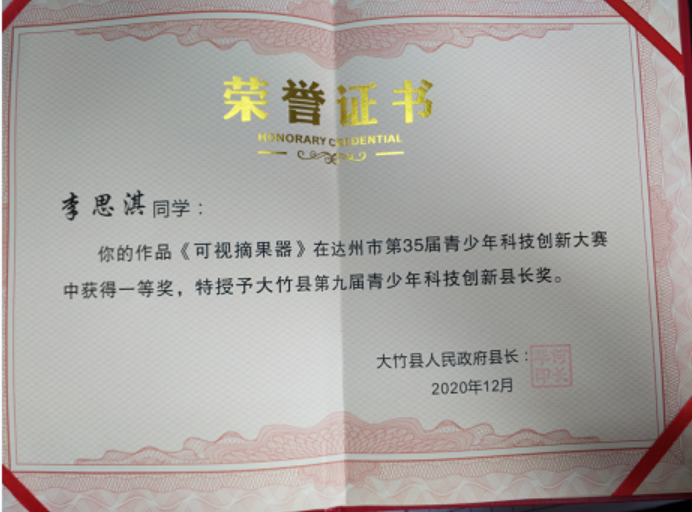 荣誉证书
HONORARY CREDENTIAL
李思淇同学：
你的作品《可视摘果器》在达州市第35届青少年科技创新大赛
中获得一等奖，特授予大竹县第九届青少年科技创新县长奖。
大竹县人民政府县长：
2020年12月